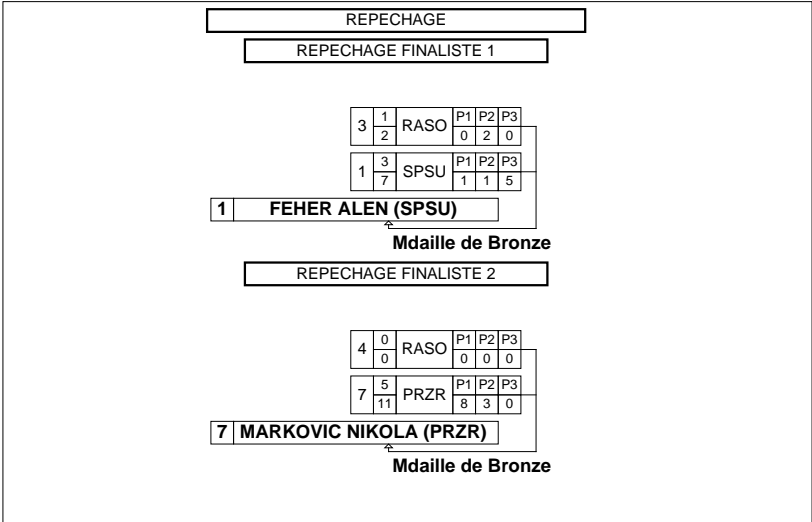 REPECHAGE
REPECHAGE FINALISTE 1
3 1 RASO P1 P2 P3
2 0 2 0
1 3 SPSU P1 P2 P3
7 1 1 5
1 FEHER ALEN (SPSU)
Mdaille de Bronze
REPECHAGE FINALISTE 2
4 0 RASO P1 P2 P3
0 0 0 0
7 5 PRZR P1 P2 P3
11 8 3 0
7 MARKOVIC NIKOLA (PRZR)
Mdaille de Bronze